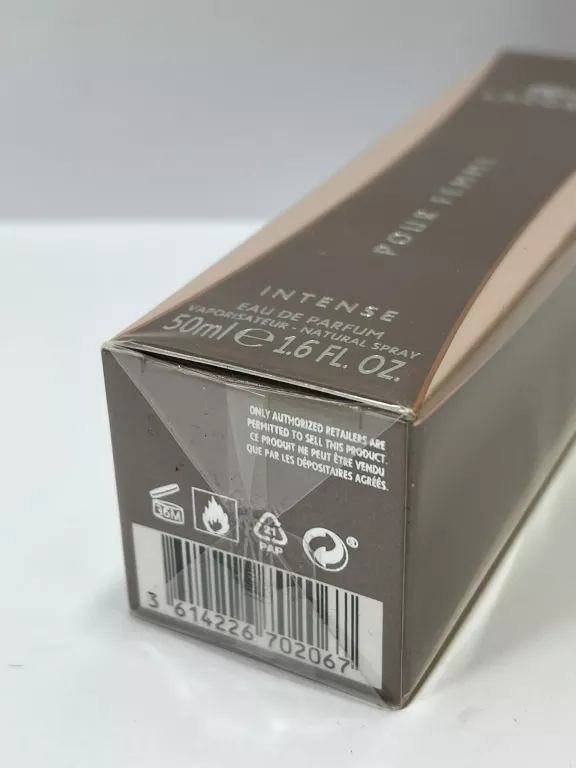 POUR FEMME
INTENSE
EAU DE PARFUM
VAPORISATEUR - NATURAL SPRAY
50ml e 1.6 FL. OZ.
ONLY AUTHORIZED RETAILERS ARE
PERMITTED TO SELL THIS PRODUCT.
CE PRODUIT NE PEUT ÊTRE VENDU
QUE PAR LES DÉPOSITAIRES AGRÉÉS.
36M
21
PAP
3 614226 702067